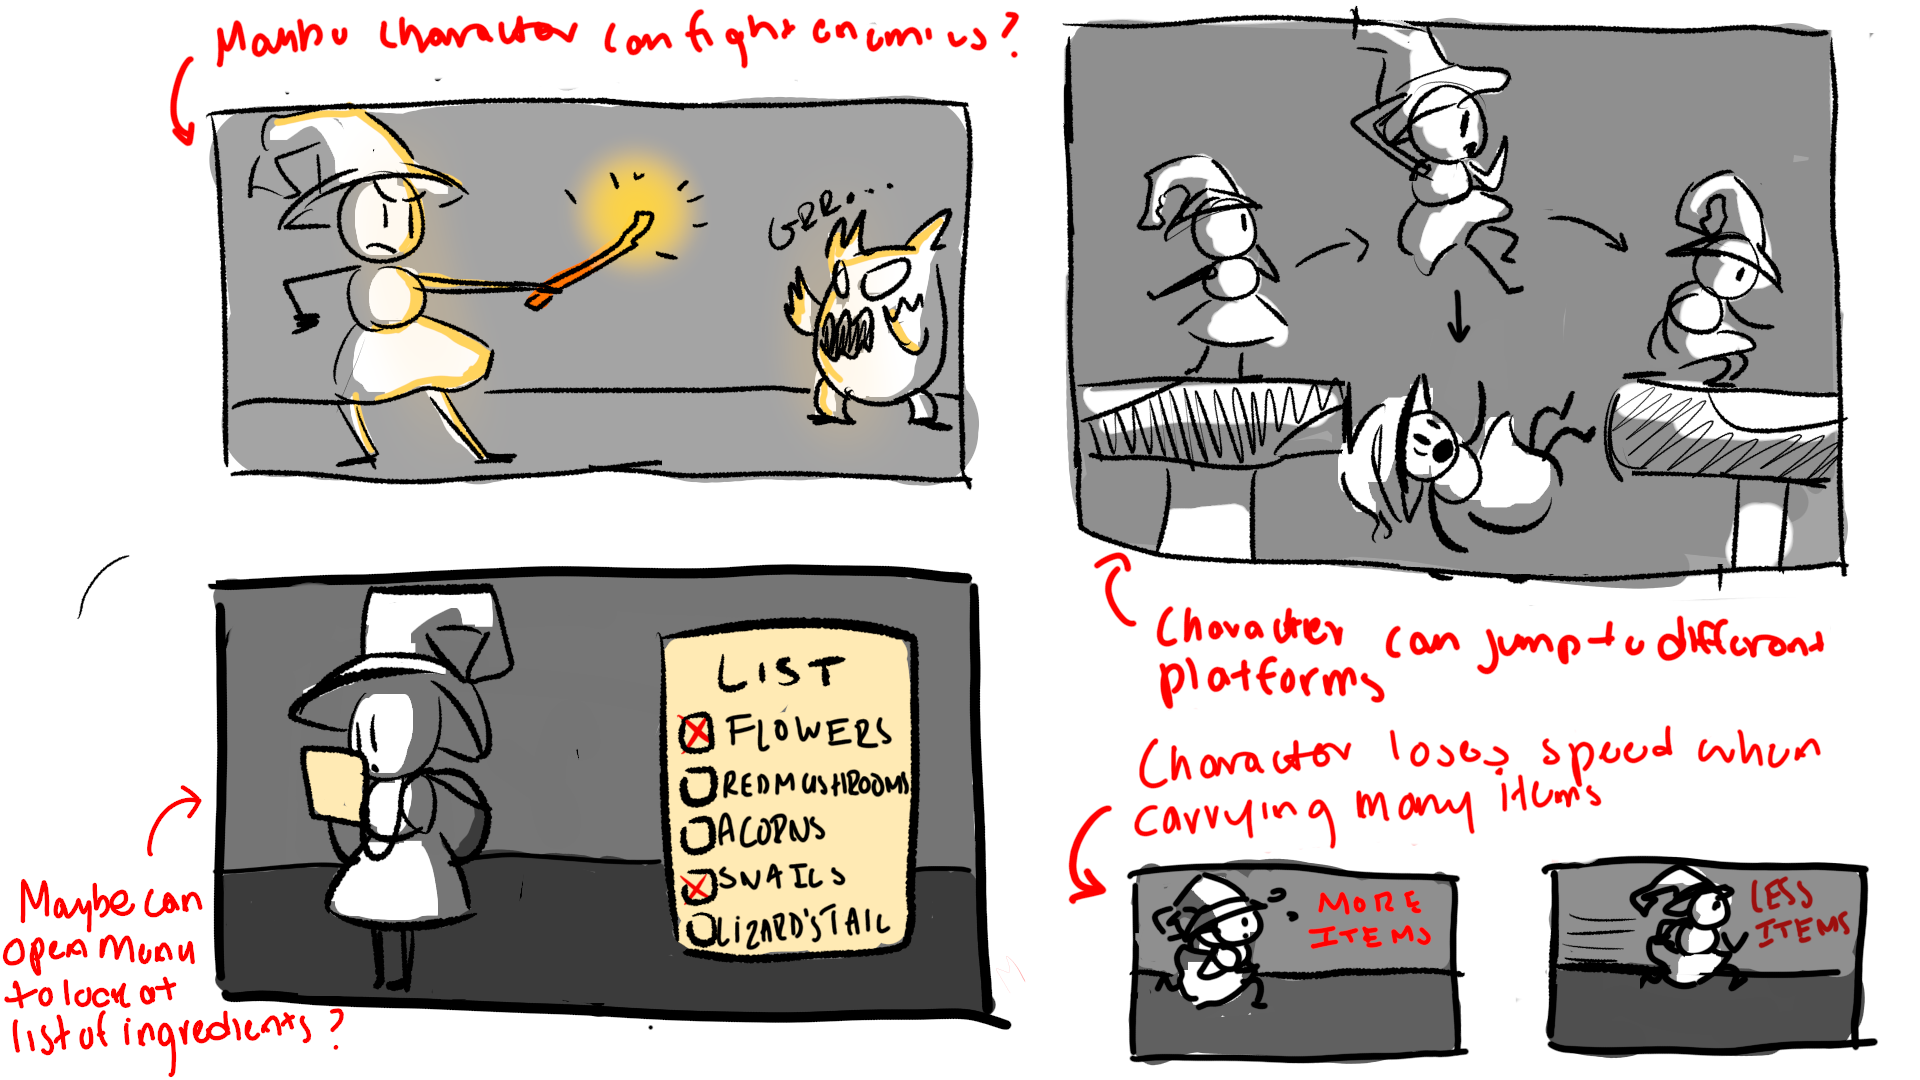 Maybe character can fight enemies?
GRR...
Character can jump to different
platforms
LIST
FLOWERS
RED MUSHROOMS
ACORNS
SNAILS
LIZARD'S TAIL
Maybe can
open menu
to look at
list of ingredients?
Character loses speed when
carrying many items
MORE
ITEMS
LESS
ITEMS